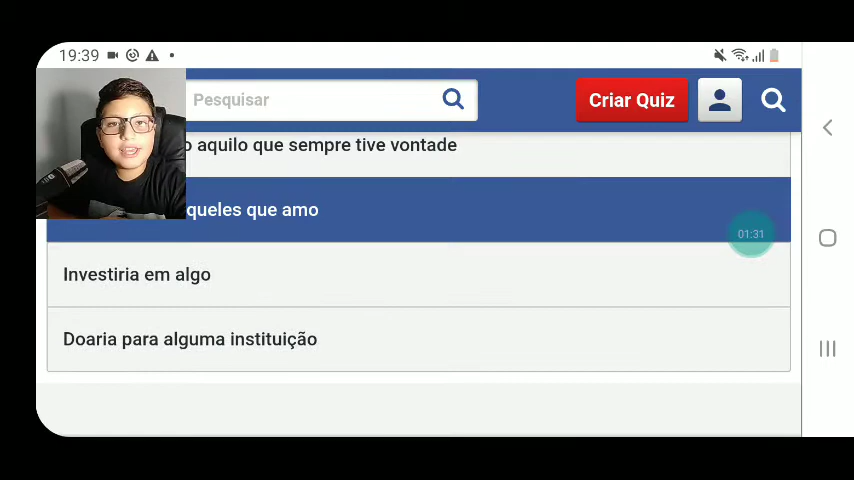 19:39
Pesquisar
Criar Quiz
o aquilo que sempre tive vontade
queles que amo
01:31
Investiria em algo
Doaria para alguma instituição